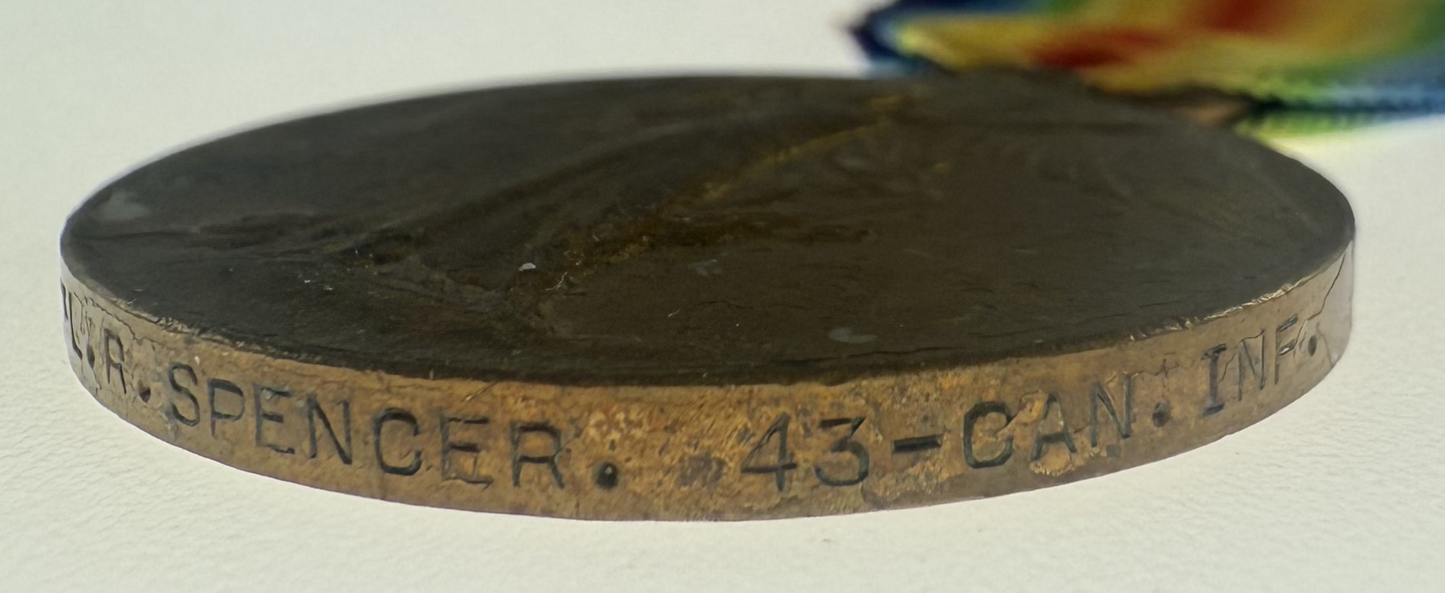 L.R. SPENCER. 43-CAN. INF.